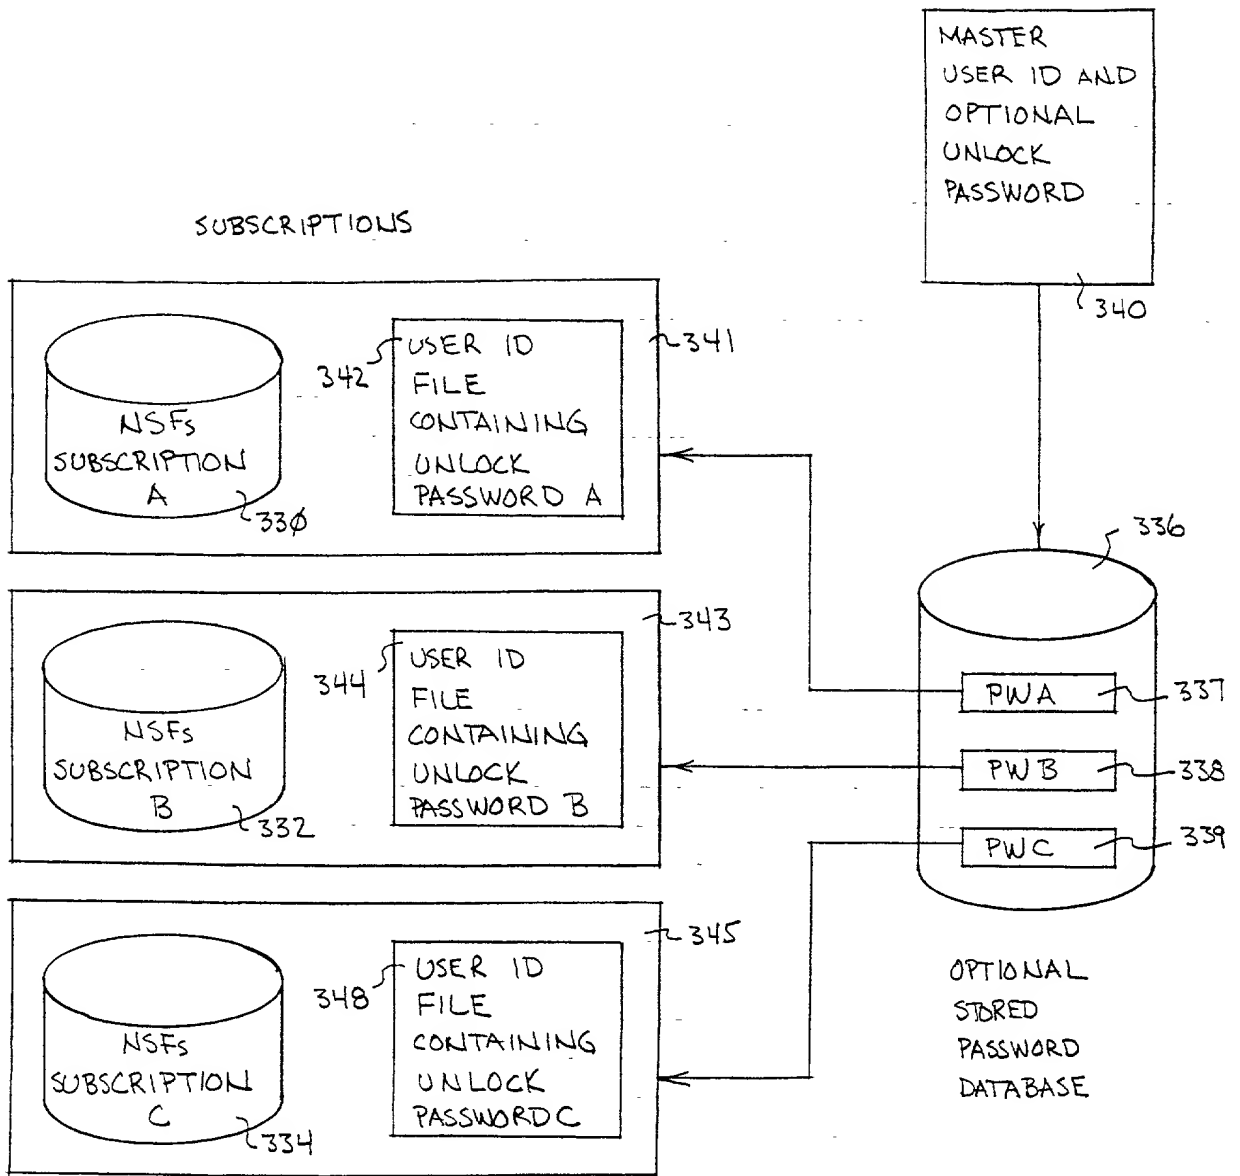 MASTER
USER ID AND
OPTIONAL
UNLOCK
PASSWORD
340
SUBSCRIPTIONS
NSFs
SUBSCRIPTION
A
330
342
USER ID
FILE
CONTAINING
UNLOCK
PASSWORD A
341
NSFs
SUBSCRIPTION
B
332
344
USER ID
FILE
CONTAINING
UNLOCK
PASSWORD B
343
NSFs
SUBSCRIPTION
C
334
348
USER ID
FILE
CONTAINING
UNLOCK
PASSWORD C
345
336
PWA
337
PWB
338
PWC
339
OPTIONAL
STORED
PASSWORD
DATABASE